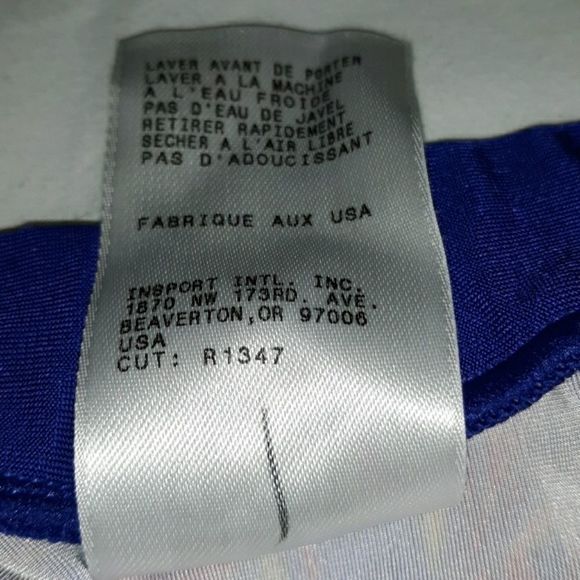 LAVER AVANT DE PORTER
LAVER A LA MACHINE
A L'EAU FROIDE
PAS D'EAU DE JAVEL
RETIRER RAPIDEMENT
SECHER A L'AIR LIBRE
PAS D'ADOUCISSANT
FABRIQUE AUX USA
INSPORT INTL. INC.
1870 NW 173RD. AVE.
BEAVERTON,OR 97006
USA
CUT: R1347